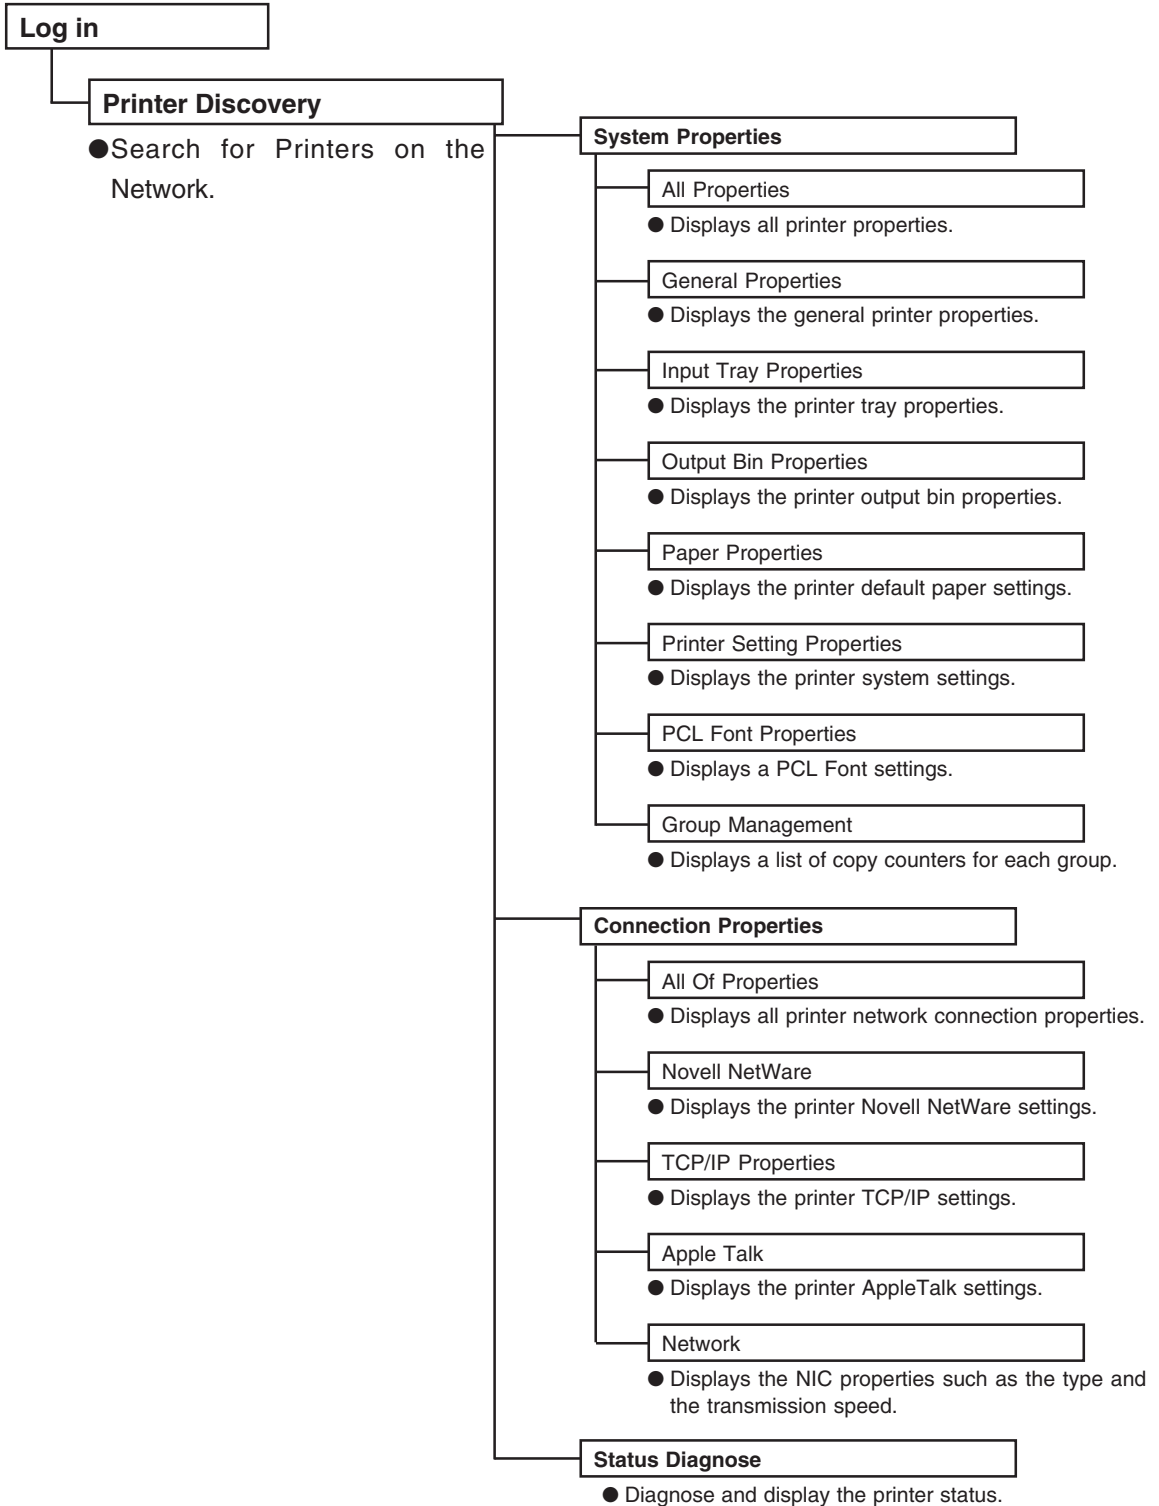 Log in
Printer Discovery
●Search for Printers on the
Network.
System Properties
All Properties
● Displays all printer properties.
General Properties
● Displays the general printer properties.
Input Tray Properties
● Displays the printer tray properties.
Output Bin Properties
● Displays the printer output bin properties.
Paper Properties
● Displays the printer default paper settings.
Printer Setting Properties
● Displays the printer system settings.
PCL Font Properties
● Displays a PCL Font settings.
Group Management
● Displays a list of copy counters for each group.
Connection Properties
All Of Properties
● Displays all printer network connection properties.
Novell NetWare
● Displays the printer Novell NetWare settings.
TCP/IP Properties
● Displays the printer TCP/IP settings.
Apple Talk
● Displays the printer AppleTalk settings.
Network
● Displays the NIC properties such as the type and
the transmission speed.
Status Diagnose
● Diagnose and display the printer status.